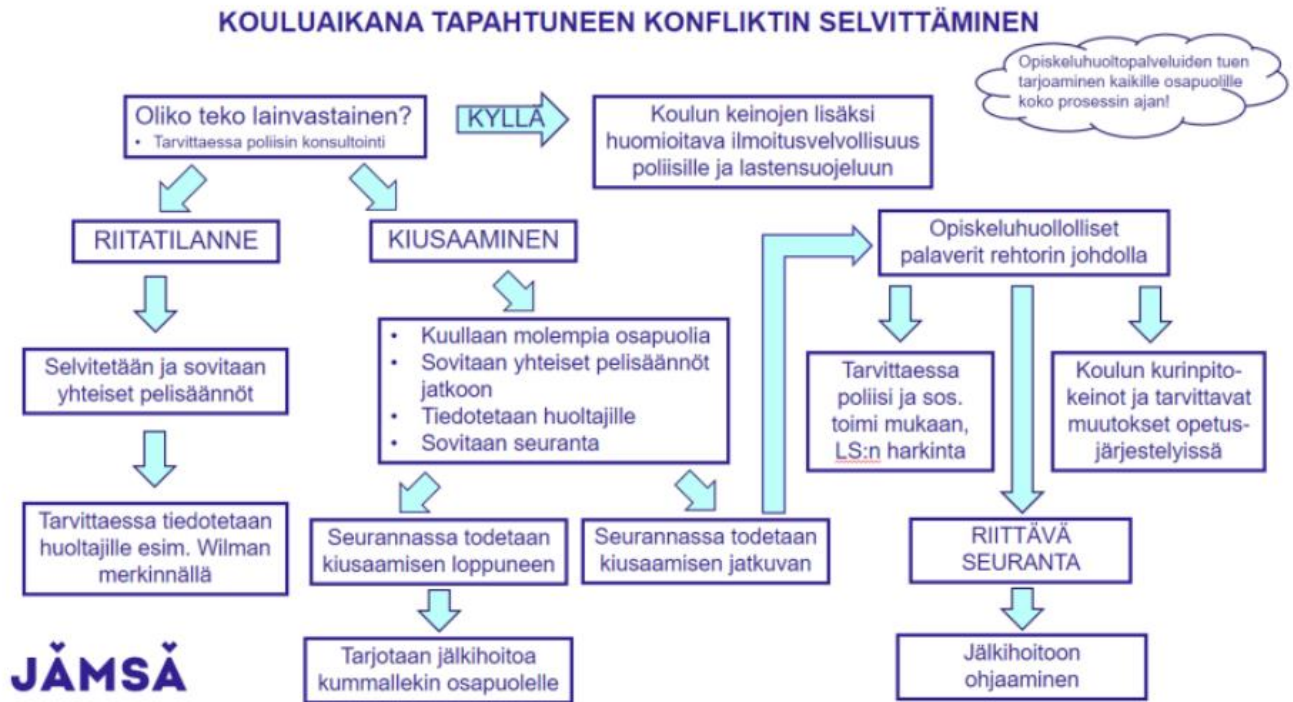 KOULUAIKANA TAPAHTUNEEN KONFLIKTIN SELVITTÄMINEN
Opiskeluhuoltopalveluiden tuen
tarjoaminen kaikille osapuolille
koko prosessin ajan!
Oliko teko lainvastainen?
• Tarvittaessa poliisin konsultointi
KYLLÄ
Koulun keinojen lisäksi
huomioitava ilmoitusvelvollisuus
poliisille ja lastensuojeluun
RIITATILANNE
KIUSAAMINEN
Opiskeluhuollolliset
palaverit rehtorin johdolla
Selvitetään ja sovitaan
yhteiset pelisäännöt
• Kuullaan molempia osapuolia
• Sovitaan yhteiset pelisäännöt
jatkoon
• Tiedotetaan huoltajille
• Sovitaan seuranta
Tarvittaessa
poliisi ja sos.
toimi mukaan,
LS:n harkinta
Koulun kurinpito-
keinot ja tarvittavat
muutokset opetus-
järjestelyissä
Tarvittaessa tiedotetaan
huoltajille esim. Wilman
merkinnällä
Seurannassa todetaan
kiusaamisen loppuneen
Seurannassa todetaan
kiusaamisen jatkuvan
RIITTÄVÄ
SEURANTA
Tarjotaan jälkihoitoa
kummallekin osapuolelle
Jälkihoitoon
ohjaaminen
JÄMSÄ